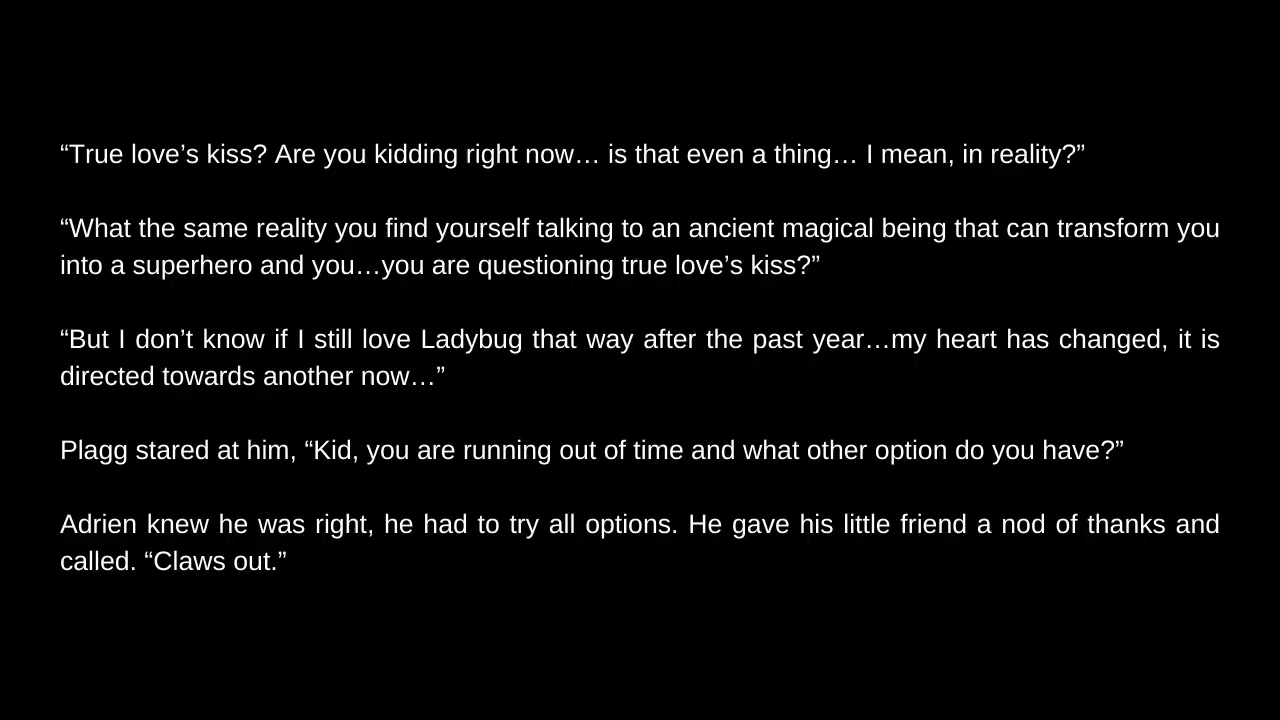 “True love’s kiss? Are you kidding right now… is that even a thing… I mean, in reality?”
“What the same reality you find yourself talking to an ancient magical being that can transform you
into a superhero and you…you are questioning true love’s kiss?”
“But I don’t know if I still love Ladybug that way after the past year…my heart has changed, it is
directed towards another now…”
Plagg stared at him, “Kid, you are running out of time and what other option do you have?”
Adrien knew he was right, he had to try all options. He gave his little friend a nod of thanks and
called. “Claws out.”